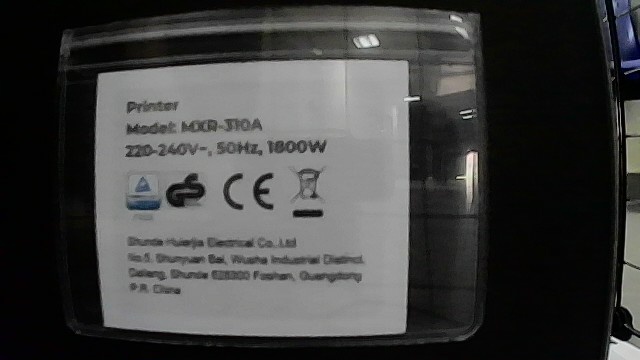 Printer
Model: MXR-310A
220-240V~, 50Hz, 1800W
CE
Shunde Huierjia Electrical Co.,Ltd
No.5, Shunyuan Bei, Wusha Industrial District,
Daliang, Shunde 528300 Foshan, Guangdong
P.R. China